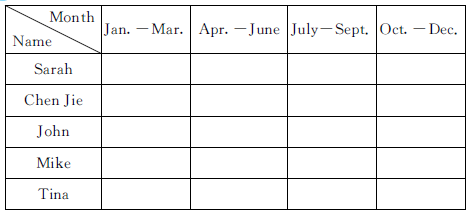 Month
Name
Jan. — Mar. Apr. — June July — Sept. Oct. — Dec.
Sarah
Chen Jie
John
Mike
Tina